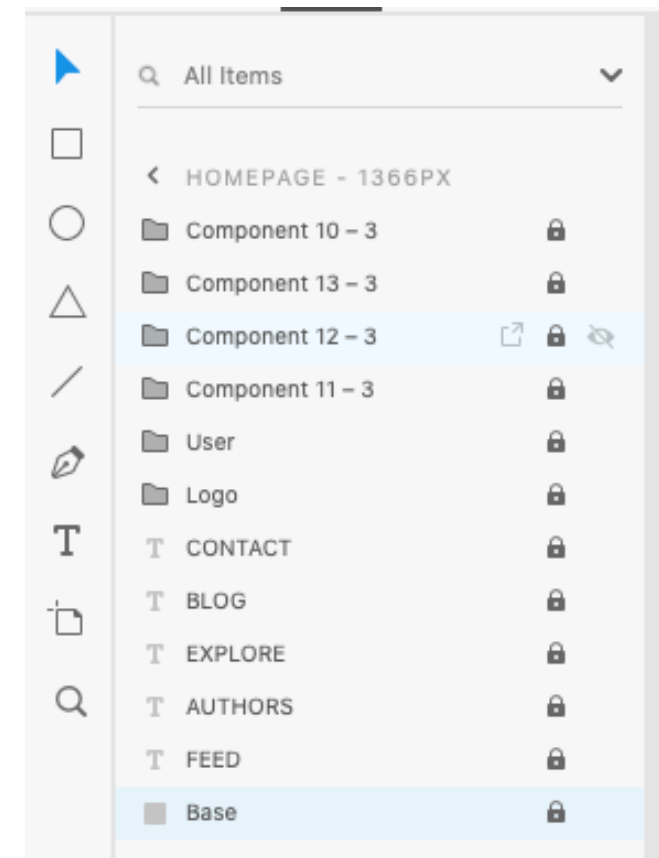 All Items
HOMEPAGE - 1366PX
Component 10 – 3
Component 13 – 3
Component 12 – 3
Component 11 – 3
User
Logo
T CONTACT
T BLOG
T EXPLORE
T AUTHORS
T FEED
Base